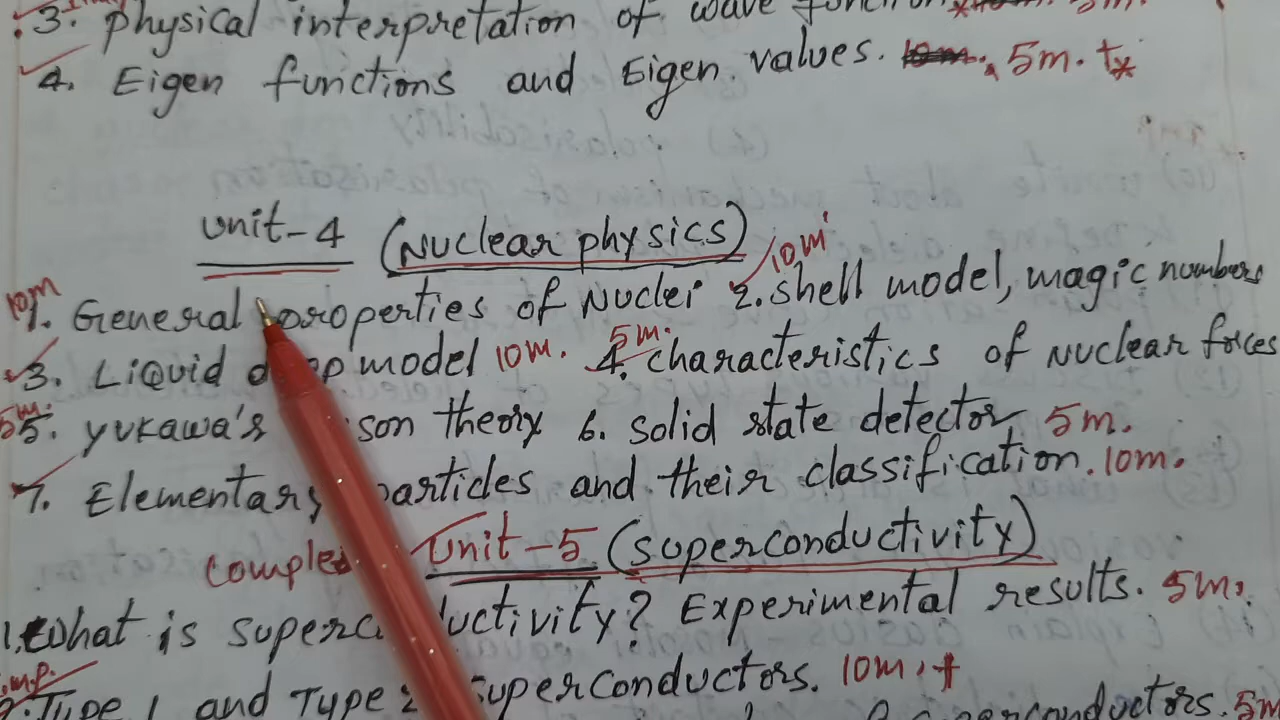 3. Physical interpretation of wave
4. Eigen functions and Eigen values. 10m. 5m. t*
Unit-4 (Nuclear physics)
10m 1. General properties of Nuclei 2. shell model, magic numbers 10m
3. Liquid model 10m. 4. characteristics of Nuclear forces 5m.
5m. 5. Yukawa's theory 6. solid state detector 5m.
7. Elementary particles and their classification. 10m.
Unit-5 (superconductivity)
1. What is Experimental results. 5m.
imp. 2. Type 1 and Type superconductors. 10m. +